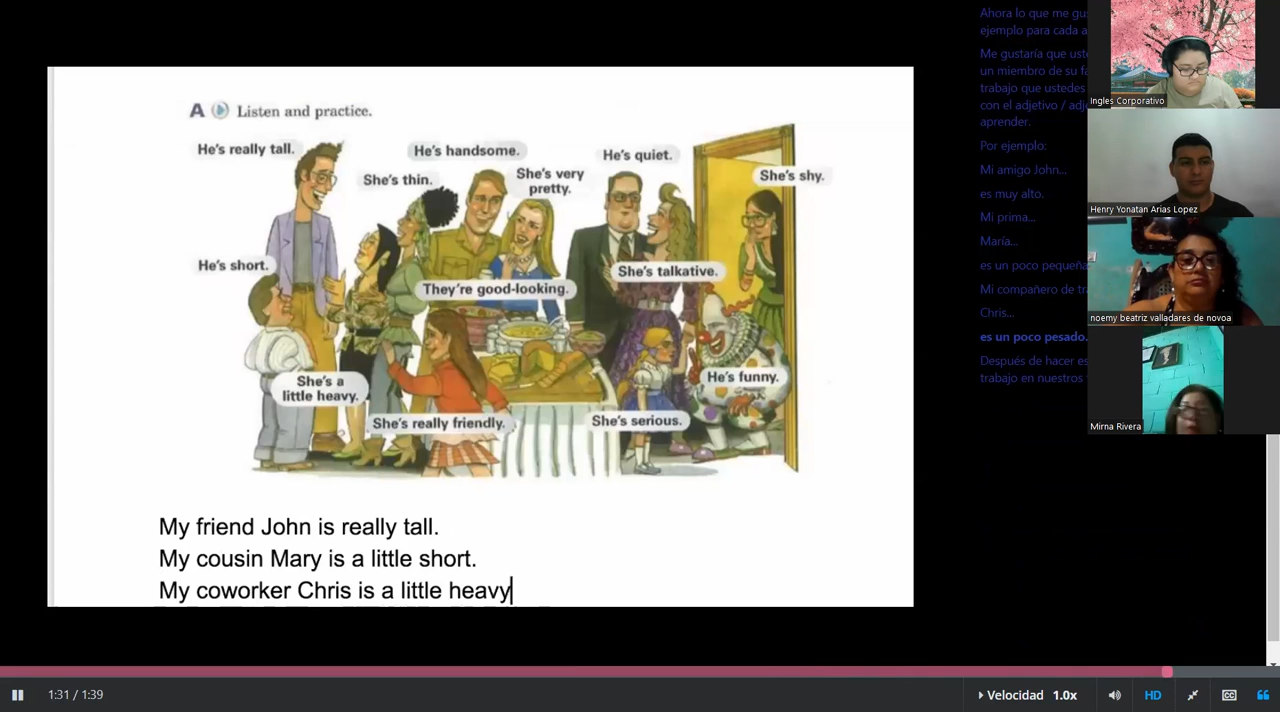 A Listen and practice.
He's really tall.
He's handsome.
He's quiet.
She's thin.
She's very
pretty.
She's shy.
He's short.
She's talkative.
They're good-looking.
She's a
little heavy.
He's funny.
She's really friendly.
She's serious.
My friend John is really tall.
My cousin Mary is a little short.
My coworker Chris is a little heavy
Ahora lo que me
ejemplo para cada
Me gustaría que
un miembro de su
trabajo que ustedes
con el adjetivo /
aprender.
Por ejemplo:
Mi amigo John...
es muy alto.
Mi prima...
María...
es un poco
Mi compañero de
Chris...
es un poco pesado.
Después de hacer
trabajo en nuestros
Ingles Corporativo
Henry Yonatan Arias Lopez
noemy beatriz valladares de novoa
Mirna Rivera
1:31 / 1:39
Velocidad 1.0x
HD
CC